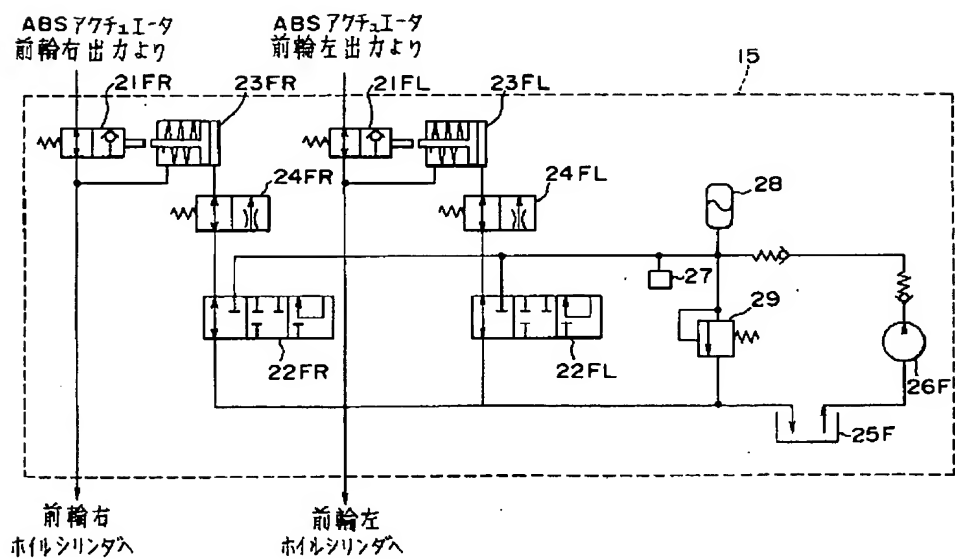 ABSアクチュエータ
前輪右出力より
ABSアクチュエータ
前輪左出力より
15
21FR
23FR
21FL
23FL
24FR
24FL
28
27
29
22FR
22FL
26F
25F
前輪右
ホイルシリンダへ
前輪左
ホイルシリンダへ